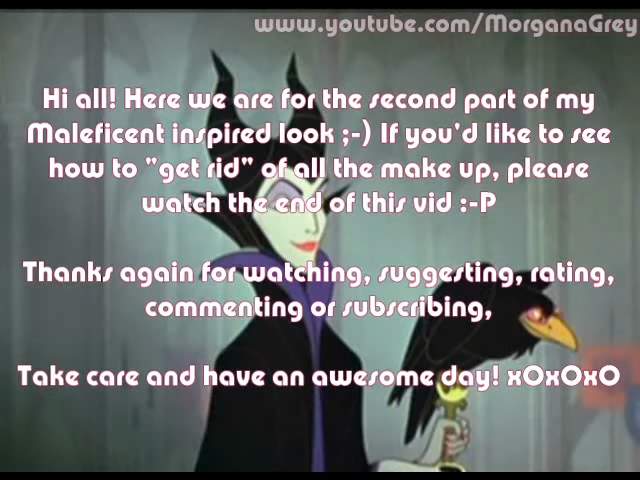 www.youtube.com/MorganaGrey
Hi all! Here we are for the second part of my
Maleficent inspired look ;-) If you'd like to see
how to "get rid" of all the make up, please
watch the end of this vid :-P
Thanks again for watching, suggesting, rating,
commenting or subscribing,
Take care and have an awesome day! xOxOxO